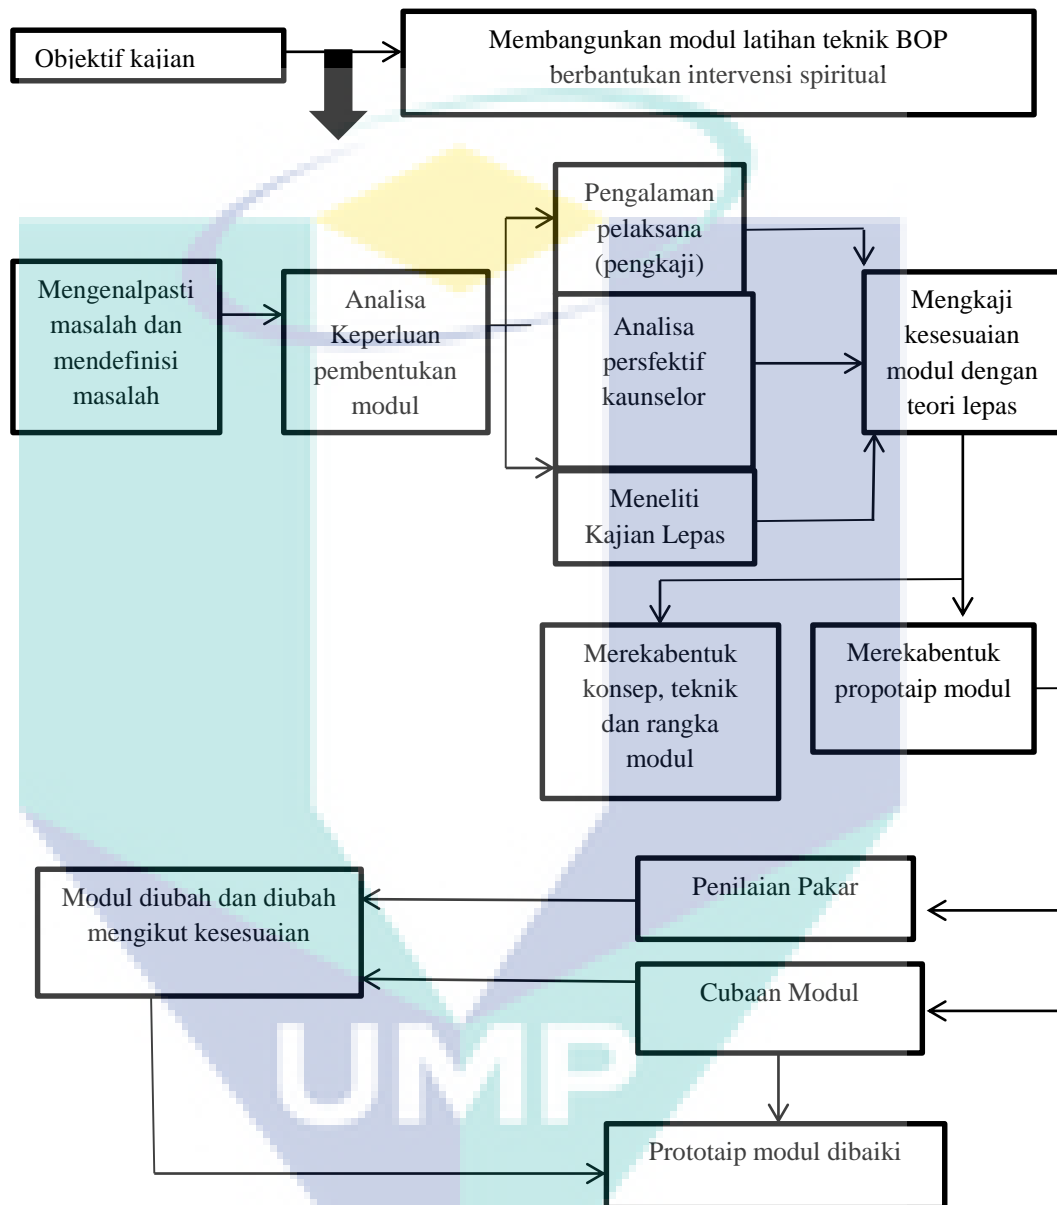 Objektif kajian
Membangunkan modul latihan teknik BOP
berbantukan intervensi spiritual
Pengalaman
pelaksana
(pengkaji)
Mengenalpasti
masalah dan
mendefinisi
masalah
Analisa
Keperluan
pembentukan
modul
Analisa
persfektif
kaunselor
Mengkaji
kesesuaian
modul dengan
teori lepas
Meneliti
Kajian Lepas
Merekabentuk
konsep, teknik
dan rangka
modul
Merekabentuk
propotaip modul
Modul diubah dan diubah
mengikut kesesuaian
Penilaian Pakar
Cubaan Modul
UMP
Prototaip modul dibaiki